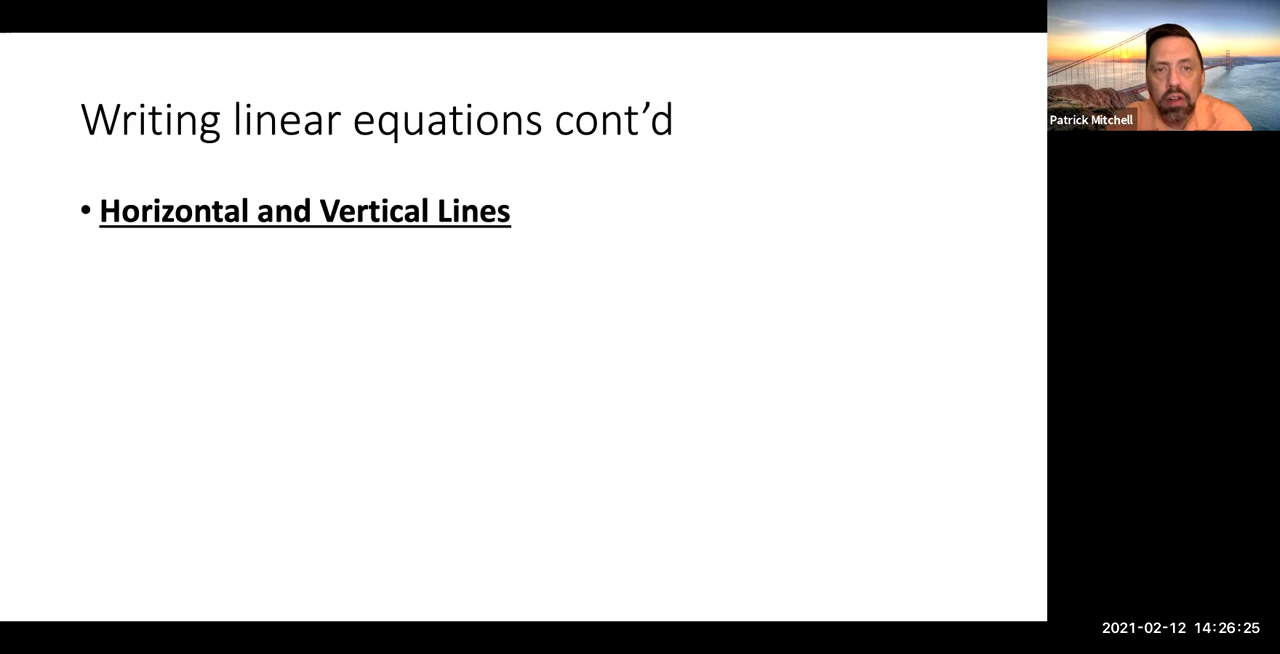 Writing linear equations cont’d
• Horizontal and Vertical Lines
Patrick Mitchell
2021-02-12 14:26:25